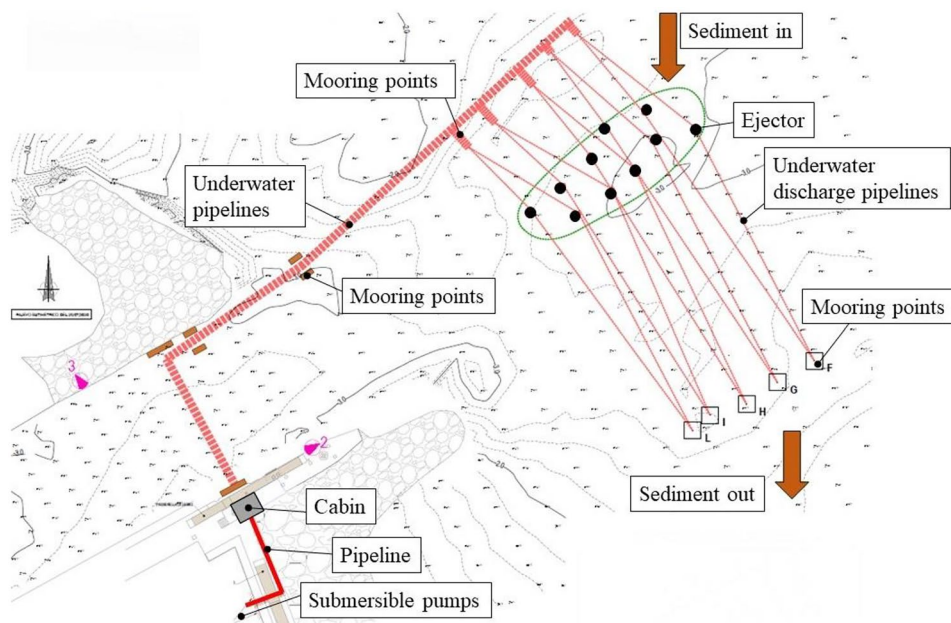 Sediment in
Mooring points
Ejector
Underwater
pipelines
Underwater
discharge pipelines
Mooring points
Mooring points
3
F
G
H
I
L
2
Sediment out
Cabin
Pipeline
Submersible pumps